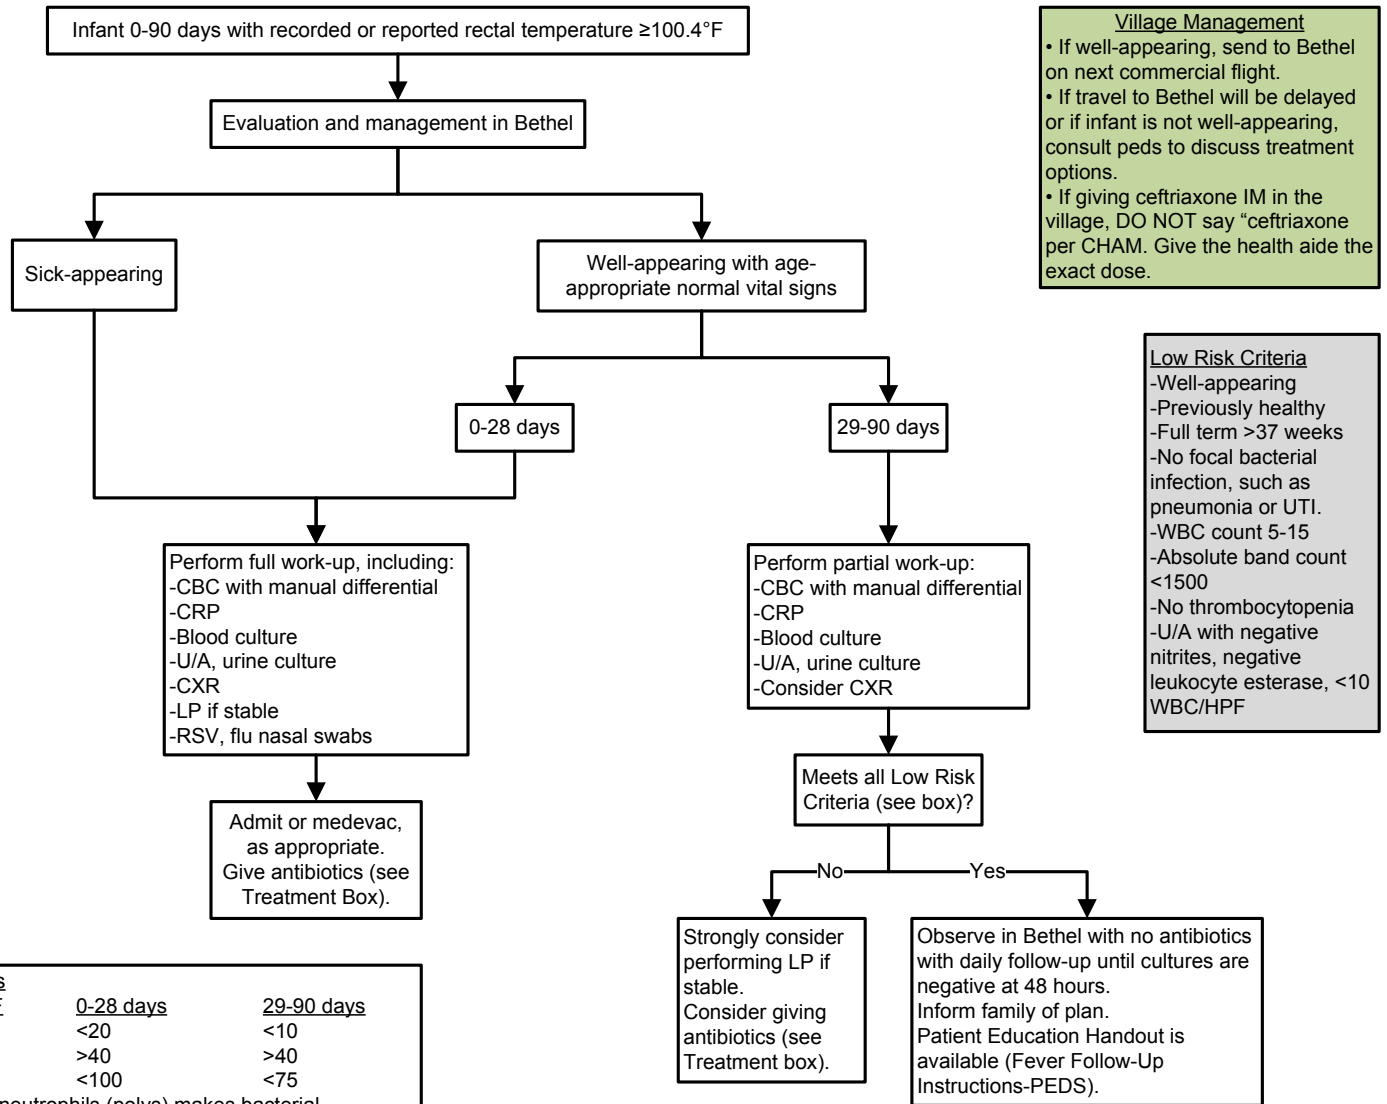 Infant 0-90 days with recorded or reported rectal temperature ≥100.4°F
Evaluation and management in Bethel
Village Management
• If well-appearing, send to Bethel
on next commercial flight.
• If travel to Bethel will be delayed
or if infant is not well-appearing,
consult peds to discuss treatment
options.
• If giving ceftriaxone IM in the
village, DO NOT say “ceftriaxone
per CHAM. Give the health aide the
exact dose.
Sick-appearing
Well-appearing with age-
appropriate normal vital signs
0-28 days
29-90 days
Low Risk Criteria
-Well-appearing
-Previously healthy
-Full term >37 weeks
-No focal bacterial
infection, such as
pneumonia or UTI.
-WBC count 5-15
-Absolute band count
<1500
-No thrombocytopenia
-U/A with negative
nitrites, negative
leukocyte esterase, <10
WBC/HPF
Perform full work-up, including:
-CBC with manual differential
-CRP
-Blood culture
-U/A, urine culture
-CXR
-LP if stable
-RSV, flu nasal swabs
Perform partial work-up:
-CBC with manual differential
-CRP
-Blood culture
-U/A, urine culture
-Consider CXR
Admit or medevac,
as appropriate.
Give antibiotics (see
Treatment Box).
Meets all Low Risk
Criteria (see box)?
No
Yes
Strongly consider
performing LP if
stable.
Consider giving
antibiotics (see
Treatment box).
Observe in Bethel with no antibiotics
with daily follow-up until cultures are
negative at 48 hours.
Inform family of plan.
Patient Education Handout is
available (Fever Follow-Up
Instructions-PEDS).
0-28 days 29-90 days
<20 <10
>40 >40
<100 <75
neutrophils (polys) makes bacterial